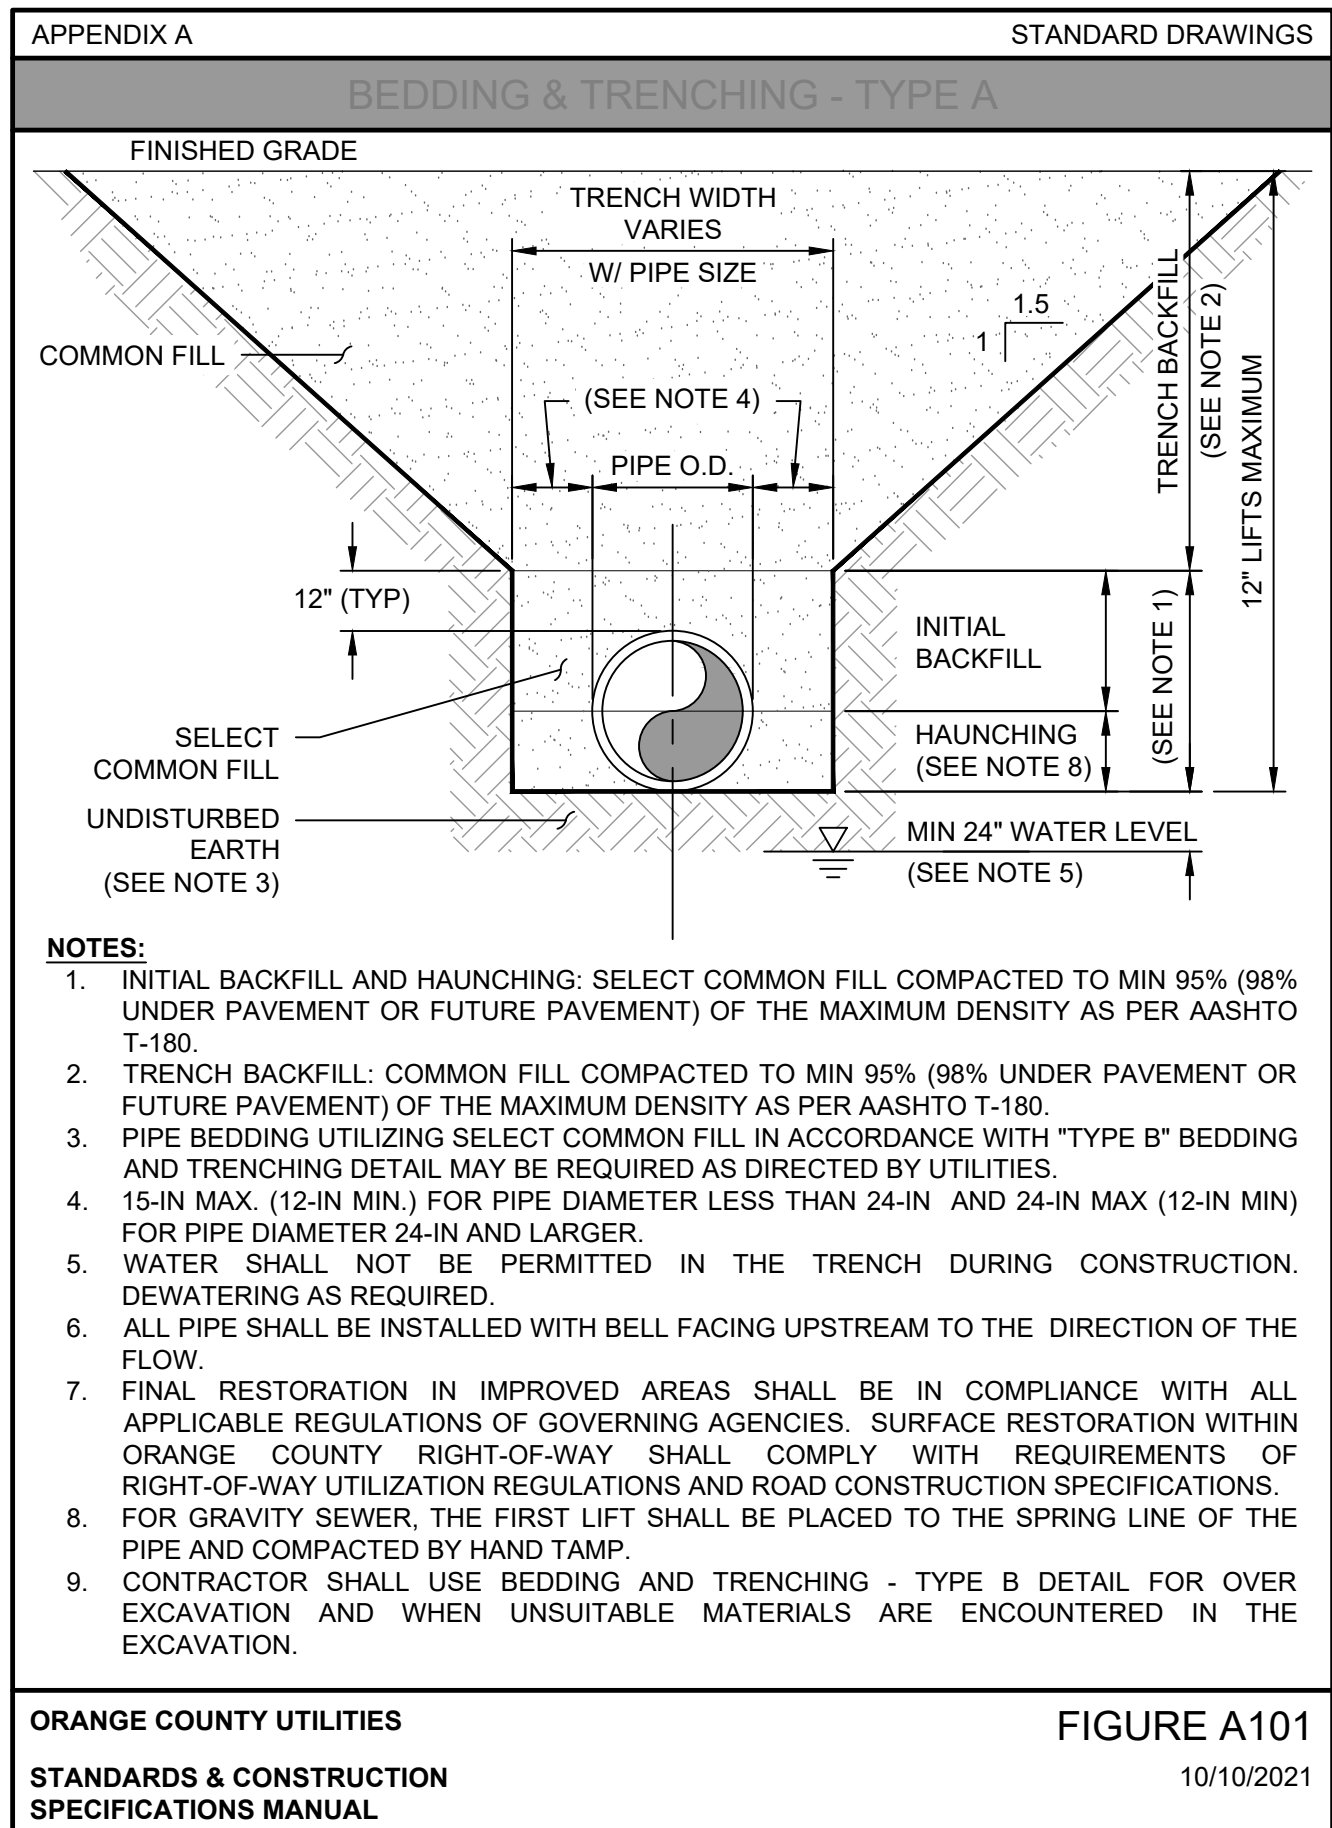 APPENDIX A
STANDARD DRAWINGS
BEDDING & TRENCHING - TYPE A
FINISHED GRADE
TRENCH WIDTH
VARIES
W/ PIPE SIZE
1.5
1
COMMON FILL
(SEE NOTE 4)
PIPE O.D.
TRENCH BACKFILL
(SEE NOTE 2)
12" LIFTS MAXIMUM
12" (TYP)
INITIAL
BACKFILL
(SEE NOTE 1)
SELECT
COMMON FILL
HAUNCHING
(SEE NOTE 8)
UNDISTURBED
EARTH
(SEE NOTE 3)
MIN 24" WATER LEVEL
(SEE NOTE 5)
NOTES:
1. INITIAL BACKFILL AND HAUNCHING: SELECT COMMON FILL COMPACTED TO MIN 95% (98%
UNDER PAVEMENT OR FUTURE PAVEMENT) OF THE MAXIMUM DENSITY AS PER AASHTO
T-180.
2. TRENCH BACKFILL: COMMON FILL COMPACTED TO MIN 95% (98% UNDER PAVEMENT OR
FUTURE PAVEMENT) OF THE MAXIMUM DENSITY AS PER AASHTO T-180.
3. PIPE BEDDING UTILIZING SELECT COMMON FILL IN ACCORDANCE WITH "TYPE B" BEDDING
AND TRENCHING DETAIL MAY BE REQUIRED AS DIRECTED BY UTILITIES.
4. 15-IN MAX. (12-IN MIN.) FOR PIPE DIAMETER LESS THAN 24-IN AND 24-IN MAX (12-IN MIN)
FOR PIPE DIAMETER 24-IN AND LARGER.
5. WATER SHALL NOT BE PERMITTED IN THE TRENCH DURING CONSTRUCTION.
DEWATERING AS REQUIRED.
6. ALL PIPE SHALL BE INSTALLED WITH BELL FACING UPSTREAM TO THE DIRECTION OF THE
FLOW.
7. FINAL RESTORATION IN IMPROVED AREAS SHALL BE IN COMPLIANCE WITH ALL
APPLICABLE REGULATIONS OF GOVERNING AGENCIES. SURFACE RESTORATION WITHIN
ORANGE COUNTY RIGHT-OF-WAY SHALL COMPLY WITH REQUIREMENTS OF
RIGHT-OF-WAY UTILIZATION REGULATIONS AND ROAD CONSTRUCTION SPECIFICATIONS.
8. FOR GRAVITY SEWER, THE FIRST LIFT SHALL BE PLACED TO THE SPRING LINE OF THE
PIPE AND COMPACTED BY HAND TAMP.
9. CONTRACTOR SHALL USE BEDDING AND TRENCHING - TYPE B DETAIL FOR OVER
EXCAVATION AND WHEN UNSUITABLE MATERIALS ARE ENCOUNTERED IN THE
EXCAVATION.
ORANGE COUNTY UTILITIES
FIGURE A101
STANDARDS & CONSTRUCTION
SPECIFICATIONS MANUAL
10/10/2021